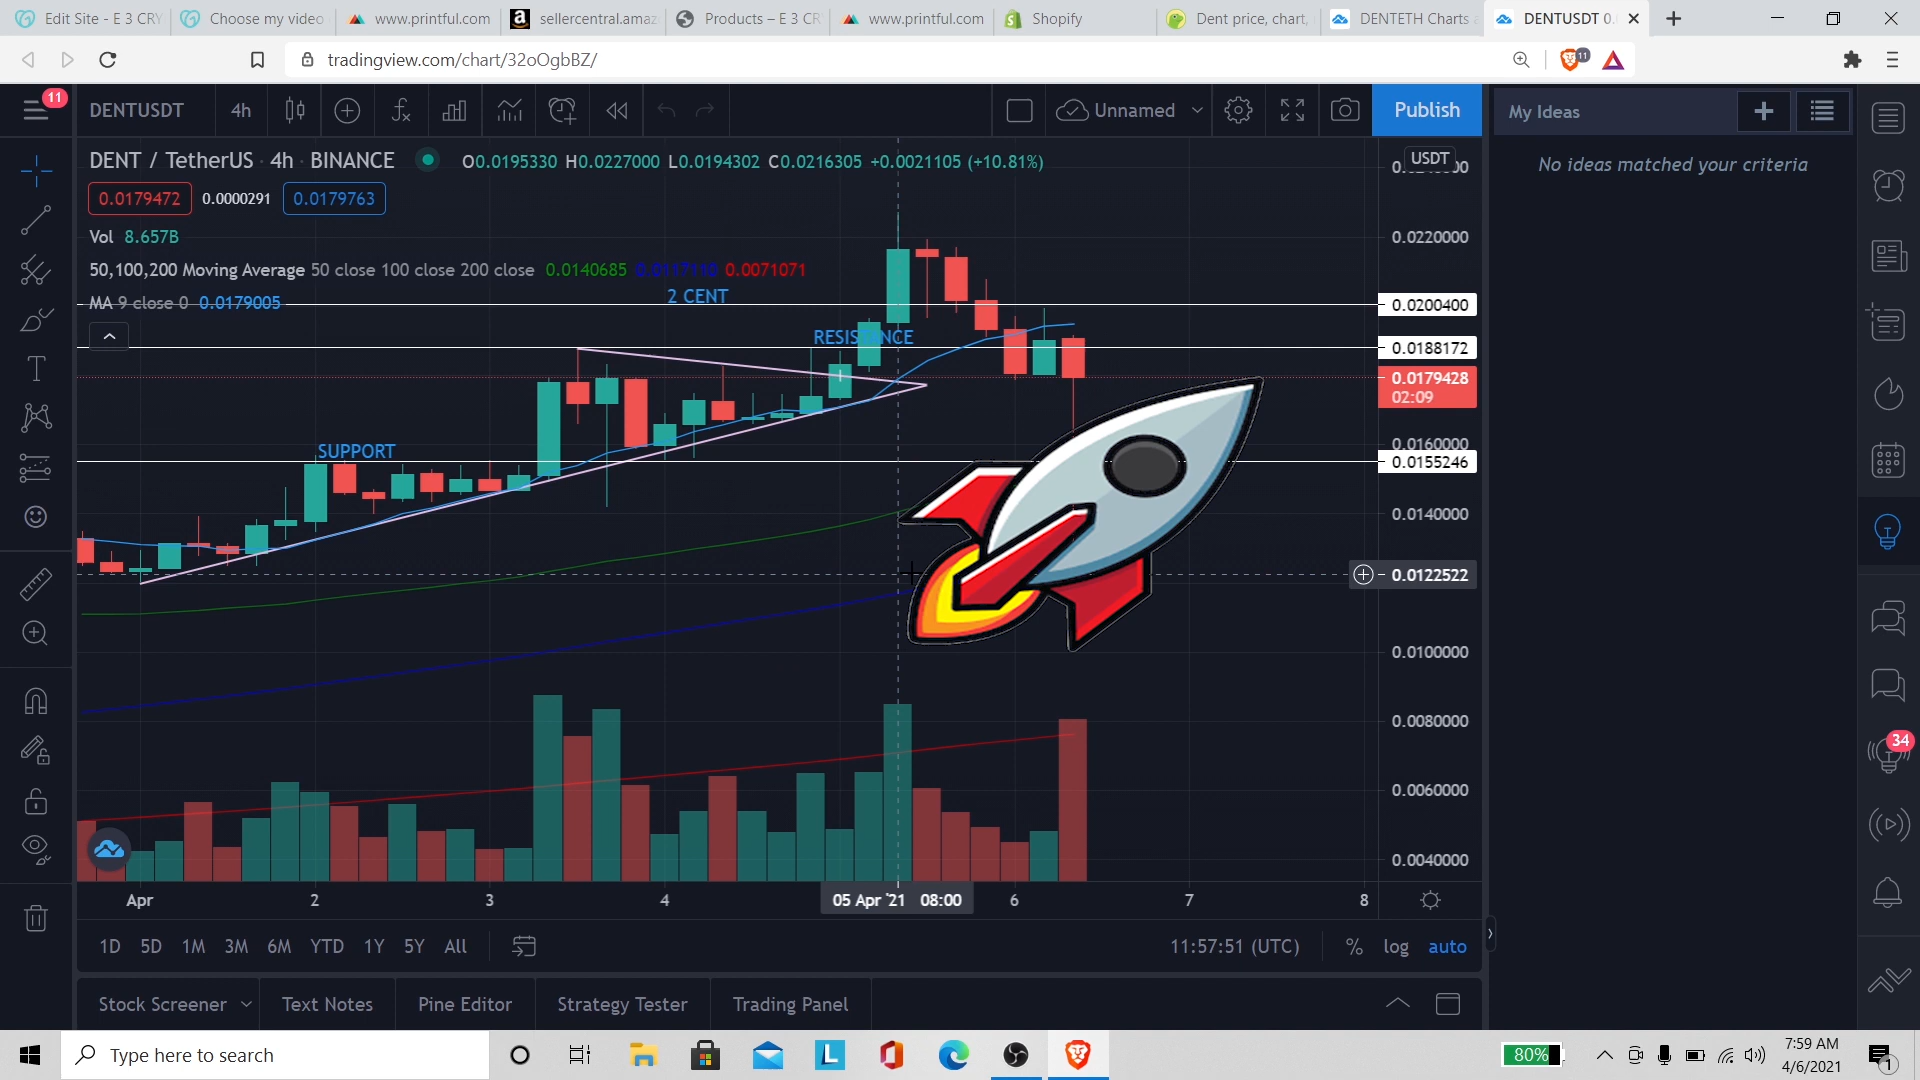 Edit Site - E 3 CRY
Choose my video
www.printful.com
sellercentral.amaz
Products – E 3 CR
www.printful.com
Shopify
Dent price, chart,
DENTETH Charts a
DENTUSDT 0.0
tradingview.com/chart/32oOgbBZ/
11
11
DENTUSDT
4h
Unnamed
Publish
My Ideas
No ideas matched your criteria
DENT / TetherUS · 4h · BINANCE
O0.0195330 H0.0227000 L0.0194302 C0.0216305 +0.0021105 (+10.81%)
0.0179472
0.0000291
0.0179763
Vol 8.657B
50,100,200 Moving Average 50 close 100 close 200 close 0.0140685 0.0117110 0.0071071
MA 9 close 0 0.0179005
2 CENT
RESISTENCE
SUPPORT
USDT
0.0220000
0.0200400
0.0188172
0.0179428
02:09
0.0160000
0.0155246
0.0140000
0.0122522
0.0100000
0.0080000
0.0060000
0.0040000
34
Apr
2
3
4
05 Apr '21 08:00
6
7
8
1D
5D
1M
3M
6M
YTD
1Y
5Y
All
11:57:51 (UTC)
%
log
auto
Stock Screener
Text Notes
Pine Editor
Strategy Tester
Trading Panel
Type here to search
L
80%
7:59 AM
4/6/2021
1